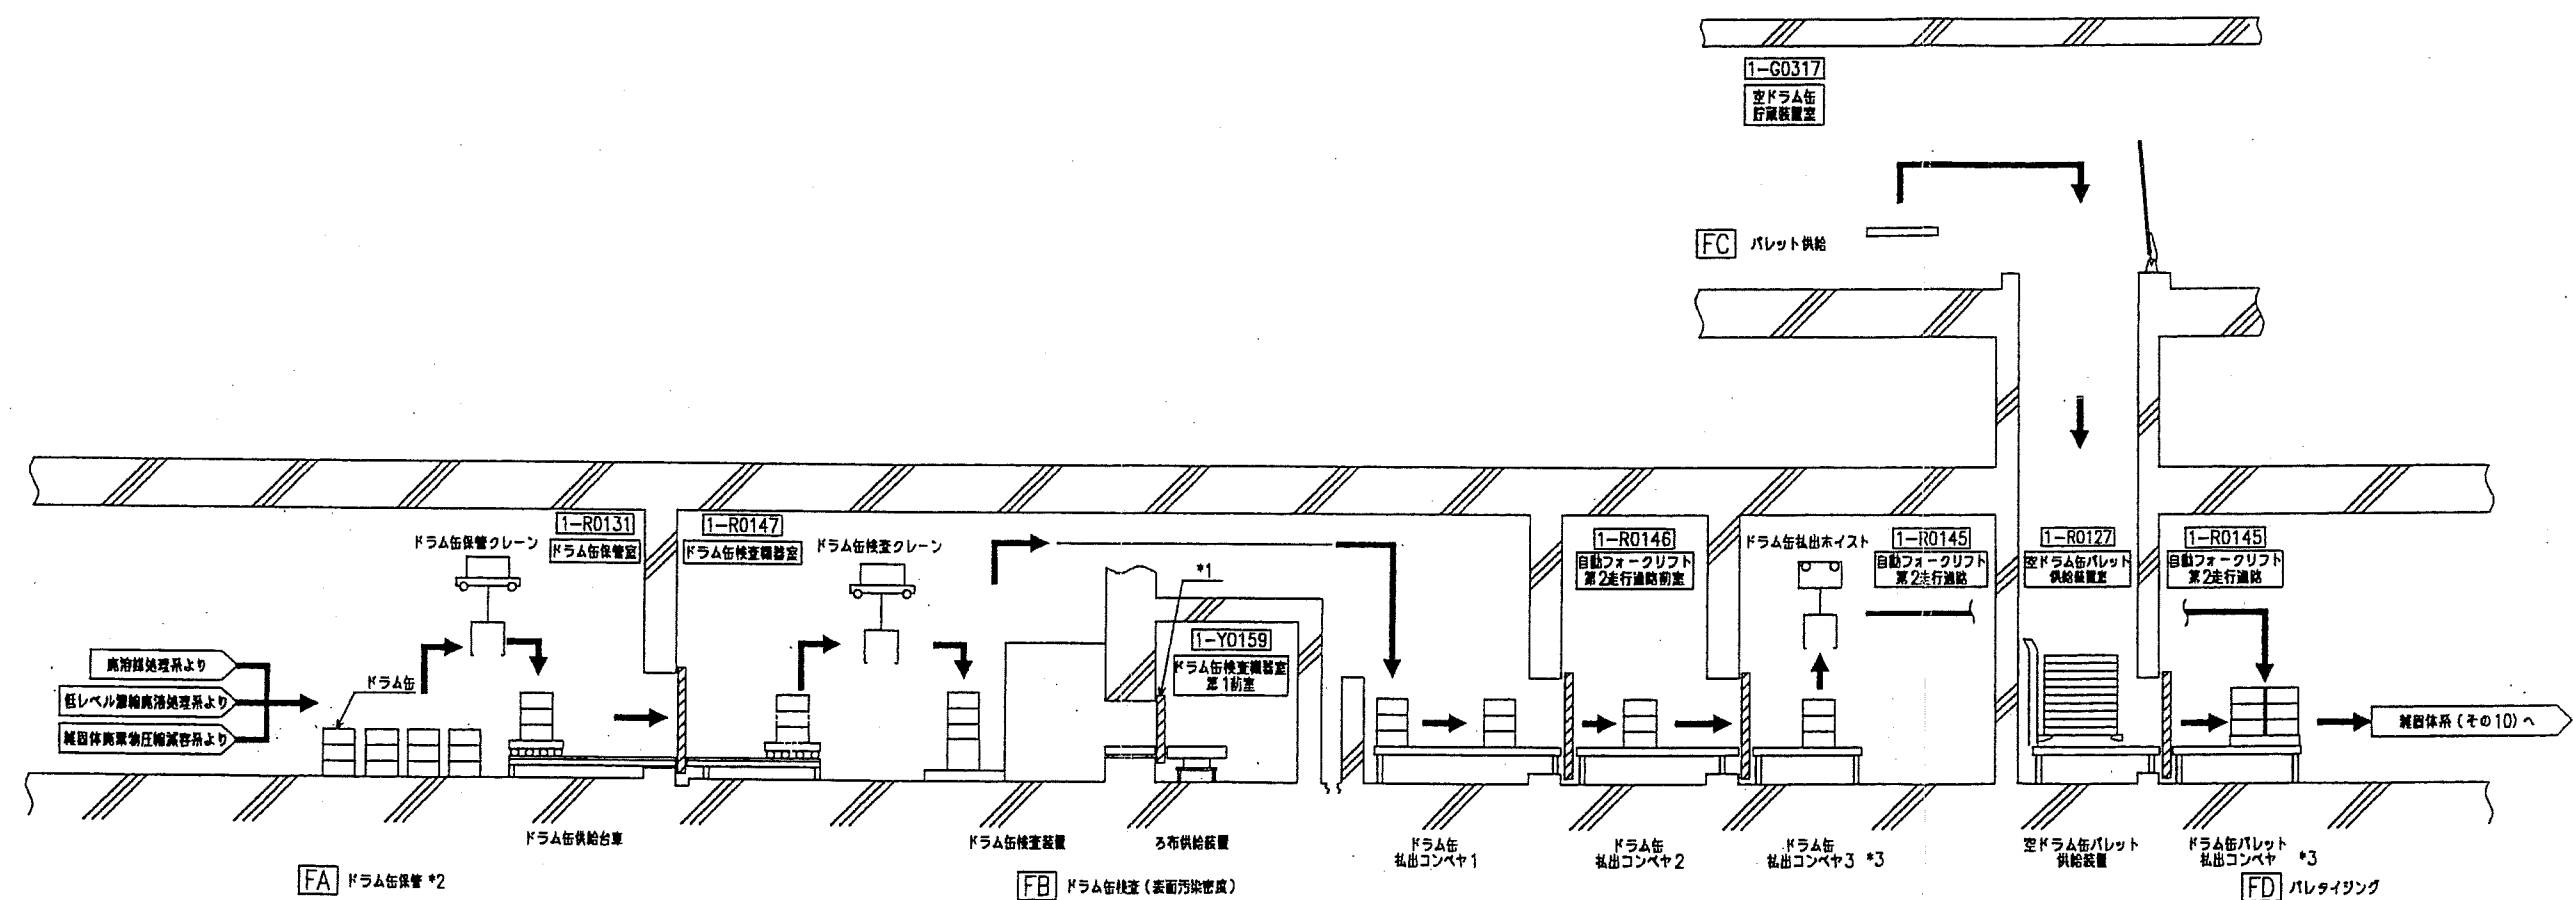 1-G0317
空ドラム缶
貯蔵装置室
FC パレット供給
1-R0131
ドラム缶保管室
ドラム缶保管クレーン
1-R0147
ドラム缶検査機器室
ドラム缶検査クレーン
*1
1-Y0159
ドラム缶検査機器室
第1前室
1-R0146
自動フォークリフト
第2走行通路前室
ドラム缶払出ホイスト
1-R0145
自動フォークリフト
第2走行通路
1-R0127
空ドラム缶パレット
供給装置室
1-R0145
自動フォークリフト
第2走行通路
廃溶媒処理系より
低レベル濃縮廃液処理系より
雑固体廃棄物圧縮減容系より
ドラム缶
雑固体系(その10)へ
ドラム缶供給台車
ドラム缶検査装置
ろ布供給装置
ドラム缶
払出コンベヤ1
ドラム缶
払出コンベヤ2
ドラム缶
払出コンベヤ3 *3
空ドラム缶パレット
供給装置
ドラム缶パレット
払出コンベヤ *3
FA ドラム缶保管 *2
FB ドラム缶検査(表面汚染密度)
FD パレタイジング